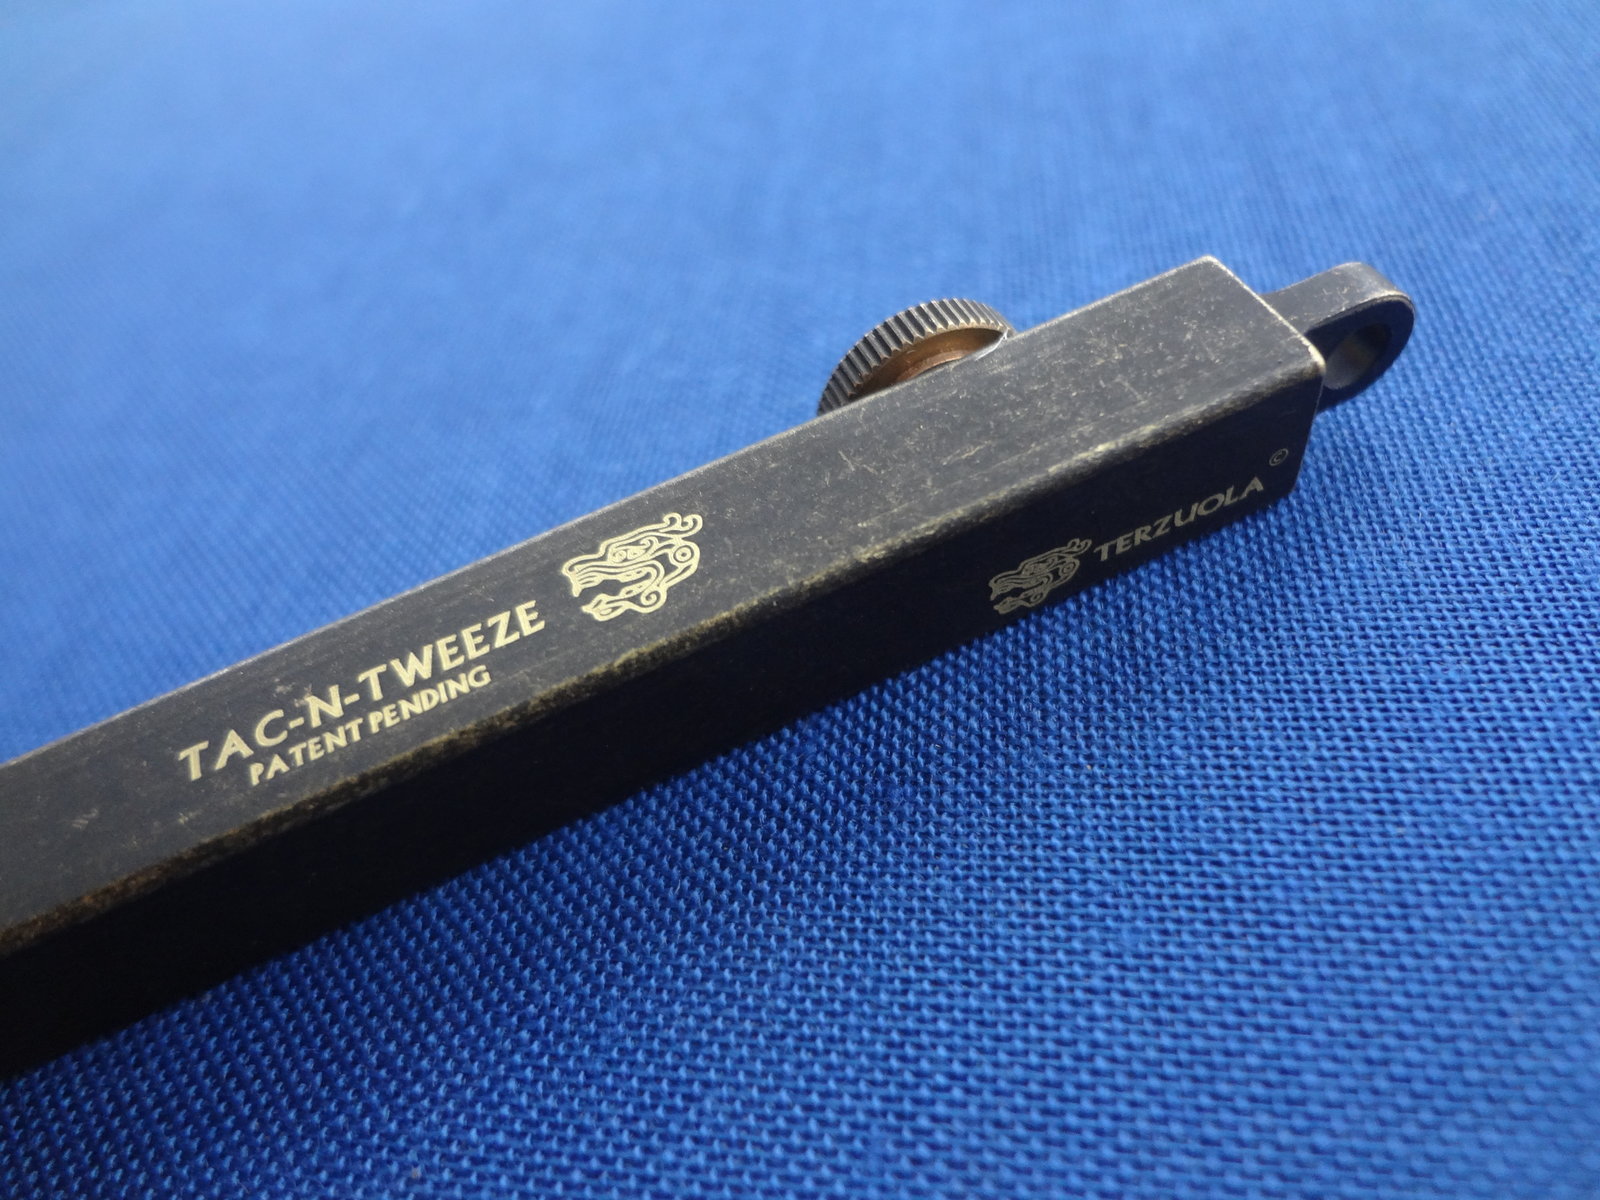 TAC-N-TWEEZE
PATENT PENDING
TERZUOLA ©